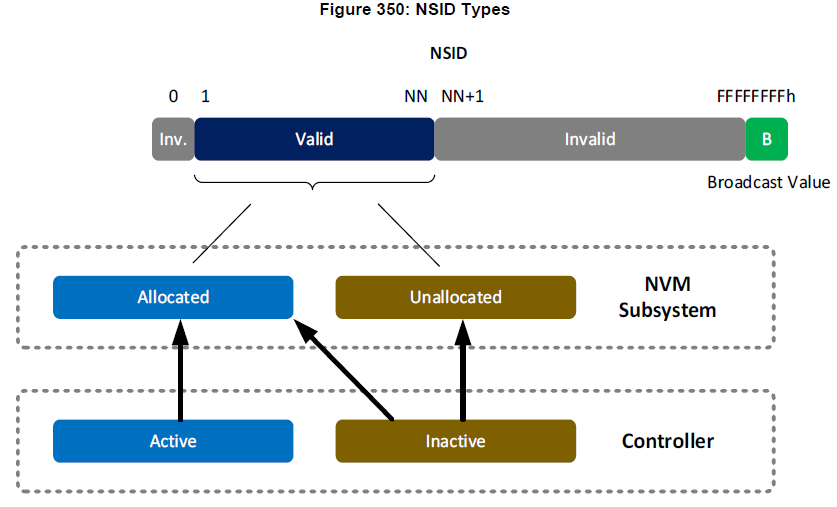 Figure 350: NSID Types
NSID
0 1 NN NN+1 FFFFFFFFh
Inv. Valid Invalid B
Broadcast Value
Allocated Unallocated NVM
Subsystem
Active Inactive Controller